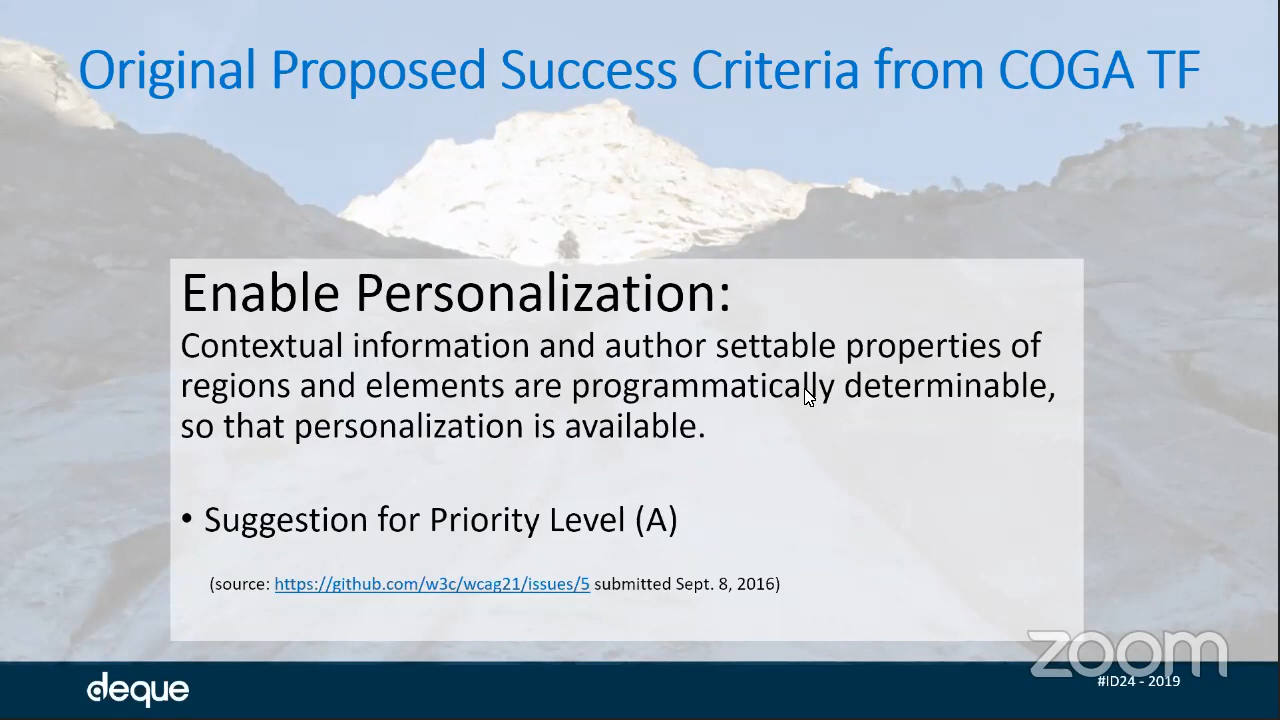 Original Proposed Success Criteria from COGA TF
Enable Personalization:
Contextual information and author settable properties of
regions and elements are programmatically determinable,
so that personalization is available.
• Suggestion for Priority Level (A)
(source: https://github.com/w3c/wcag21/issues/5 submitted Sept. 8, 2016)
zoom
deque
#ID24 - 2019